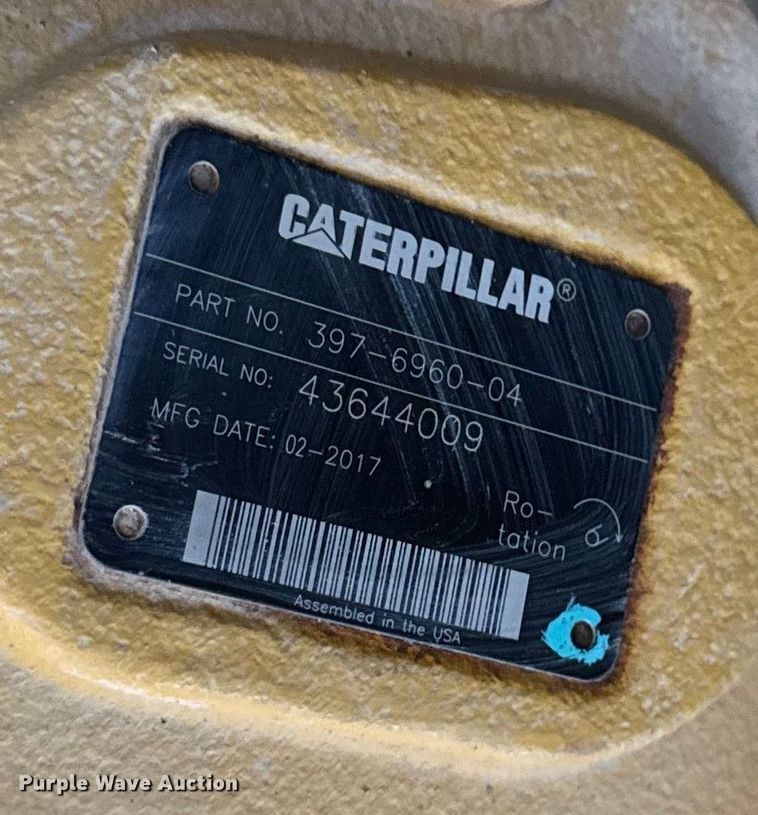 CATERPILLAR®
PART NO. 397-6960-04
SERIAL NO: 43644009
MFG DATE: 02-2017
Ro-
tation
Assembled in the USA
Purple Wave Auction